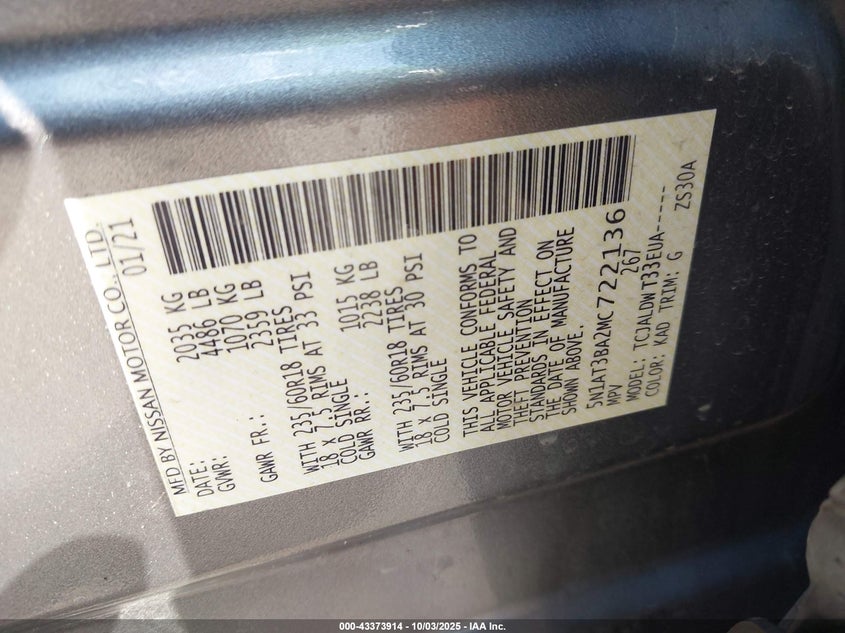 MFD BY NISSAN MOTOR CO., LTD.
DATE: 01/21
GVWR: 2035 KG
4486 LB
1070 KG
GAWR FR.: 2359 LB
WITH 235/60R18 TIRES
18 X 7.5 RIMS AT 33 PSI
COLD SINGLE
GAWR RR.: 1015 KG
2238 LB
WITH 235/60R18 TIRES
18 X 7.5 RIMS AT 30 PSI
COLD SINGLE
THIS VEHICLE CONFORMS TO
ALL APPLICABLE FEDERAL
MOTOR VEHICLE SAFETY AND
THEFT PREVENTION
STANDARDS IN EFFECT ON
THE DATE OF MANUFACTURE
SHOWN ABOVE.
5N1AT3BA2MC722136
MPV 267
MODEL: TCJALDWT33EUA-----
COLOR: KAD TRIM: G ZS30A
000-43373914 - 10/03/2025 - IAA Inc.